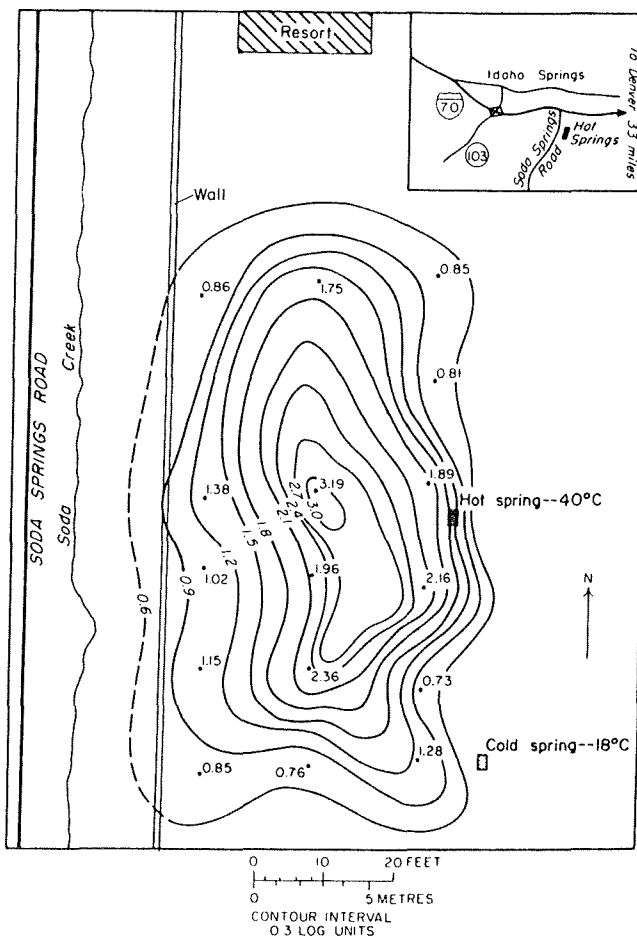 Resort
Idaho Springs
70
103
Soda Springs
Road
Hot
Springs
To Denver 33 miles
Wall
0.86
1.75
0.85
0.81
SODA SPRINGS ROAD
Soda Creek
1.38
3.19
1.89
Hot spring--40°C
3.0
2.7
2.4
2.1
1.8
1.5
1.2
0.9
0.6
1.02
1.96
2.16
N
1.15
2.36
0.73
0.85
0.76
1.28
Cold spring--18°C
0 10 20 FEET
0 5 METRES
CONTOUR INTERVAL
0.3 LOG UNITS